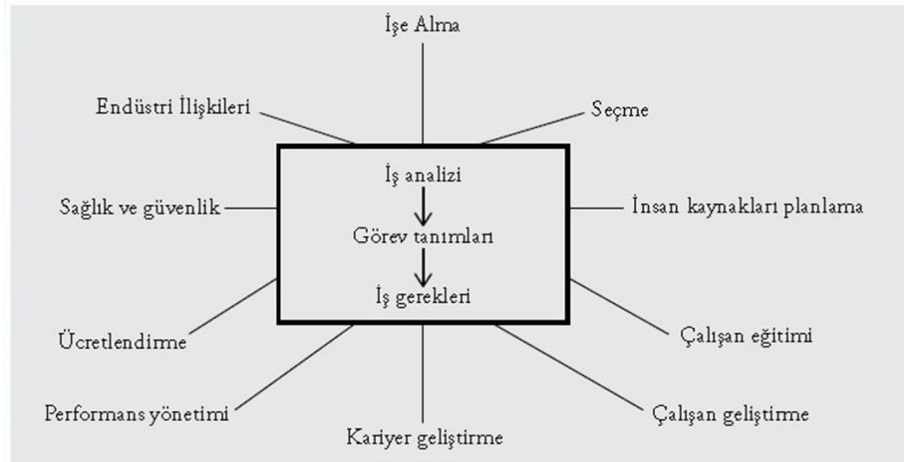 İşe Alma
Endüstri İlişkileri
Seçme
İş analizi
Sağlık ve güvenlik
İnsan kaynakları planlama
Görev tanımları
İş gerekleri
Ücretlendirme
Çalışan eğitimi
Performans yönetimi
Çalışan geliştirme
Kariyer geliştirme